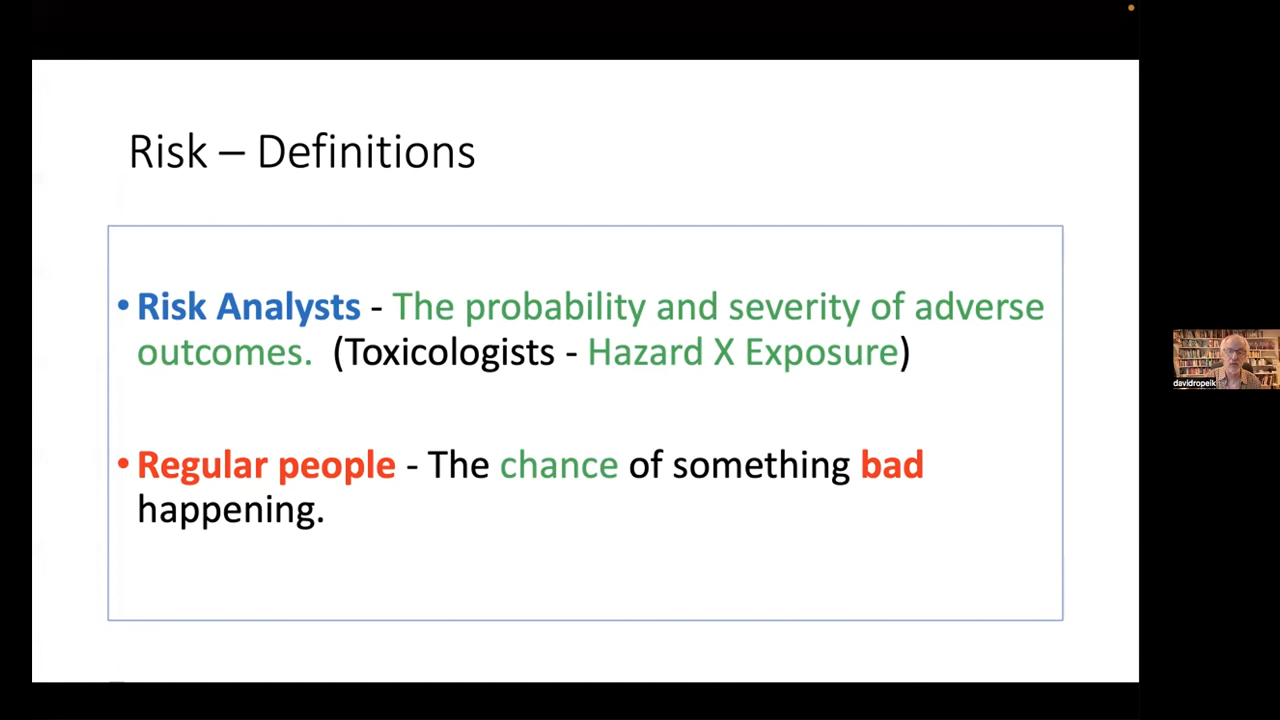 Risk – Definitions
• Risk Analysts - The probability and severity of adverse
outcomes.  (Toxicologists - Hazard X Exposure)
• Regular people - The chance of something bad
happening.
davidropeik